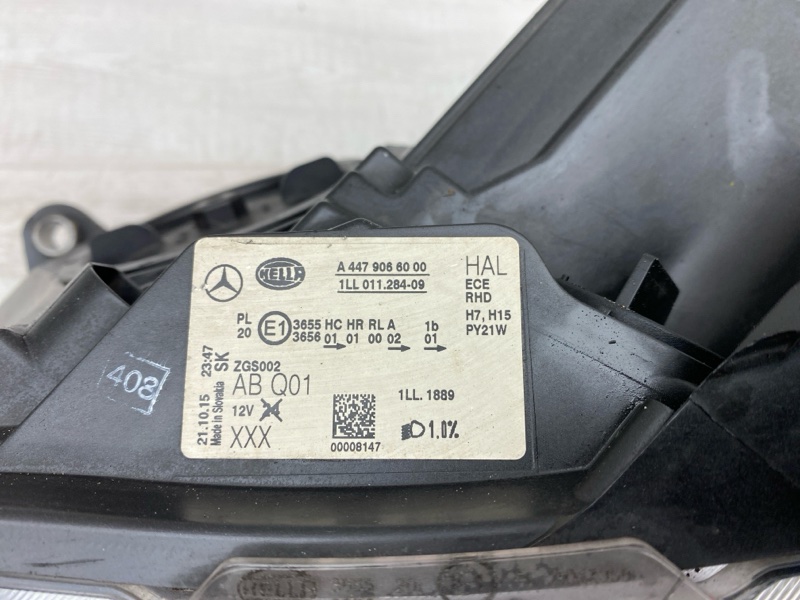 HELLA
A 447 906 60 00
1LL 011.284-09
HAL
ECE
RHD
H7, H15
PY21W
PL
20
E1
3655 HC HR RL A 1b
3656 01 01 00 02 01
ZGS002
AB Q01
12V
XXX
21.10.15 23:47
Made in Slovakia SK
1LL. 1889
1.0%
00008147
408
HELLA